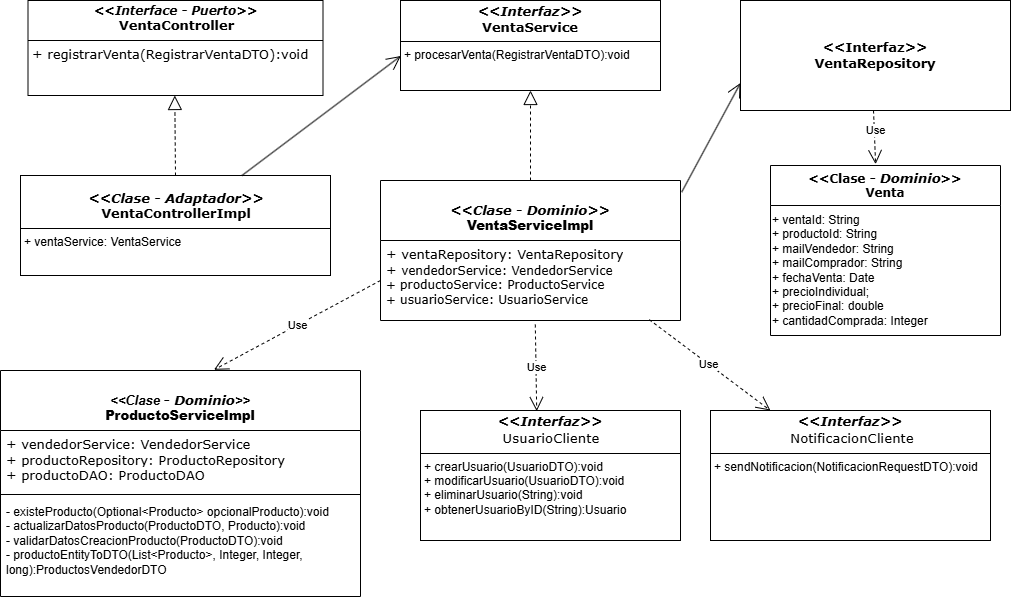 <<Interface - Puerto>>
VentaController
+ registrarVenta(RegistrarVentaDTO):void
<<Interfaz>>
VentaService
+ procesarVenta(RegistrarVentaDTO):void
<<Interfaz>>
VentaRepository
Use
<<Clase - Adaptador>>
VentaControllerImpl
+ ventaService: VentaService
<<Clase - Dominio>>
VentaServiceImpl
+ ventaRepository: VentaRepository
+ vendedorService: VendedorService
+ productoService: ProductoService
+ usuarioService: UsuarioService
<<Clase - Dominio>>
Venta
+ ventaId: String
+ productoId: String
+ mailVendedor: String
+ mailComprador: String
+ fechaVenta: Date
+ precioIndividual;
+ precioFinal: double
+ cantidadComprada: Integer
Use
Use
Use
<<Clase - Dominio>>
ProductoServiceImpl
+ vendedorService: VendedorService
+ productoRepository: ProductoRepository
+ productoDAO: ProductoDAO
- existeProducto(Optional<Producto> opcionalProducto):void
- actualizarDatosProducto(ProductoDTO, Producto):void
- validarDatosCreacionProducto(ProductoDTO):void
- productoEntityToDTO(List<Producto>, Integer, Integer,
long):ProductosVendedorDTO
<<Interfaz>>
UsuarioCliente
+ crearUsuario(UsuarioDTO):void
+ modificarUsuario(UsuarioDTO):void
+ eliminarUsuario(String):void
+ obtenerUsuarioByID(String):Usuario
<<Interfaz>>
NotificacionCliente
+ sendNotificacion(NotificacionRequestDTO):void